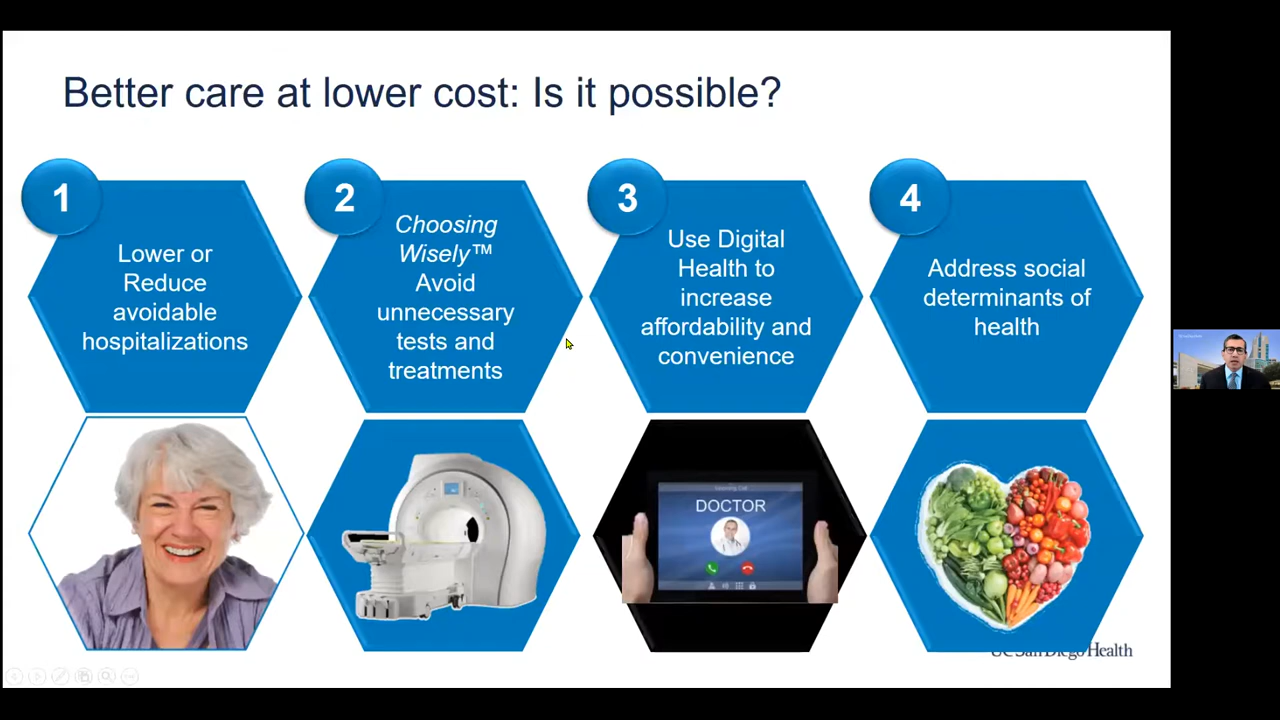 Better care at lower cost: Is it possible?
1
Lower or
Reduce
avoidable
hospitalizations
2
Choosing
Wisely™
Avoid
unnecessary
tests and
treatments
3
Use Digital
Health to
increase
affordability and
convenience
4
Address social
determinants of
health
DOCTOR
UC San Diego Health